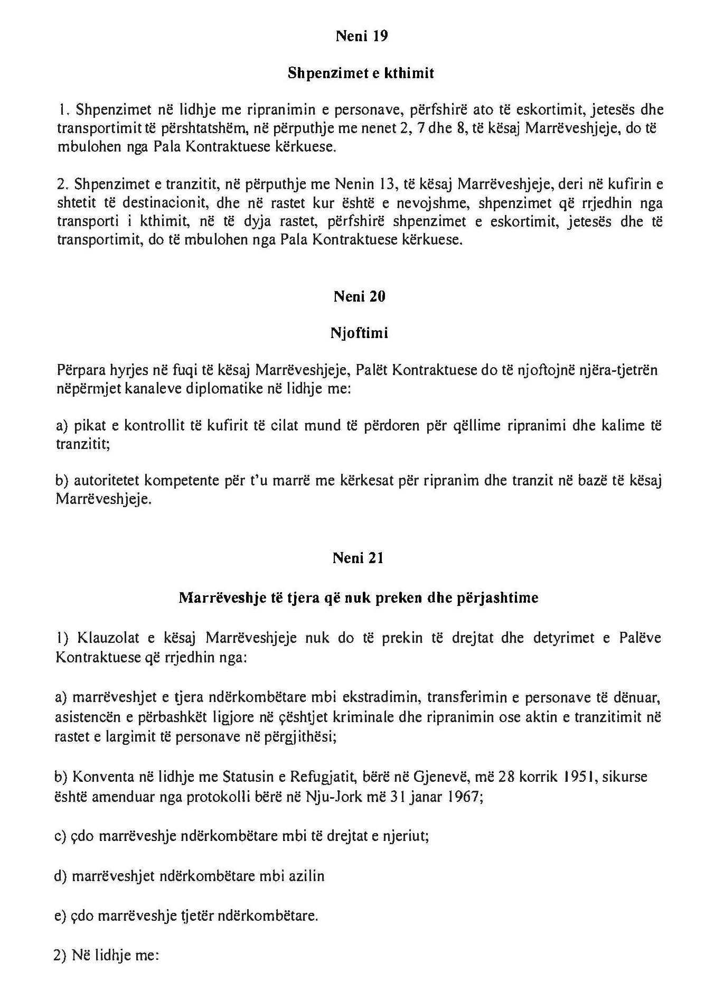 Neni 19
Shpenzimet e kthimit
1. Shpenzimet në lidhje me ripranimin e personave, përfshirë ato të eskortimit, jetesës dhe
transportimit të përshtatshëm, në përputhje me nenet 2, 7 dhe 8, të kësaj Marrëveshjeje, do të
mbulohen nga Pala Kontraktuese kërkuese.
2. Shpenzimet e tranzitit, në përputhje me Nenin 13, të kësaj Marrëveshjeje, deri në kufirin e
shtetit të destinacionit, dhe në rastet kur është e nevojshme, shpenzimet që rrjedhin nga
transporti i kthimit, në të dyja rastet, përfshirë shpenzimet e eskortimit, jetesës dhe të
transportimit, do të mbulohen nga Pala Kontraktuese kërkuese.
Neni 20
Njoftimi
Përpara hyrjes në fuqi të kësaj Marrëveshjeje, Palët Kontraktuese do të njoftojnë njëra-tjetrën
nëpërmjet kanaleve diplomatike në lidhje me:
a) pikat e kontrollit të kufirit të cilat mund të përdoren për qëllime ripranimi dhe kalime të
tranzitit;
b) autoritetet kompetente për t'u marrë me kërkesat për ripranim dhe tranzit në bazë të kësaj
Marrëveshjeje.
Neni 21
Marrëveshje të tjera që nuk preken dhe përjashtime
1) Klauzolat e kësaj Marrëveshjeje nuk do të prekin të drejtat dhe detyrimet e Palëve
Kontraktuese që rrjedhin nga:
a) marrëveshjet e tjera ndërkombëtare mbi ekstradimin, transferimin e personave të dënuar,
asistencën e përbashkët ligjore në çështjet kriminale dhe ripranimin ose aktin e tranzitimit në
rastet e largimit të personave në përgjithësi;
b) Konventa në lidhje me Statusin e Refugjatit, bërë në Gjenevë, më 28 korrik 1951, sikurse
është amenduar nga protokolli bërë në Nju-Jork më 31 janar 1967;
c) çdo marrëveshje ndërkombëtare mbi të drejtat e njeriut;
d) marrëveshjet ndërkombëtare mbi azilin
e) çdo marrëveshje tjetër ndërkombëtare.
2) Në lidhje me: